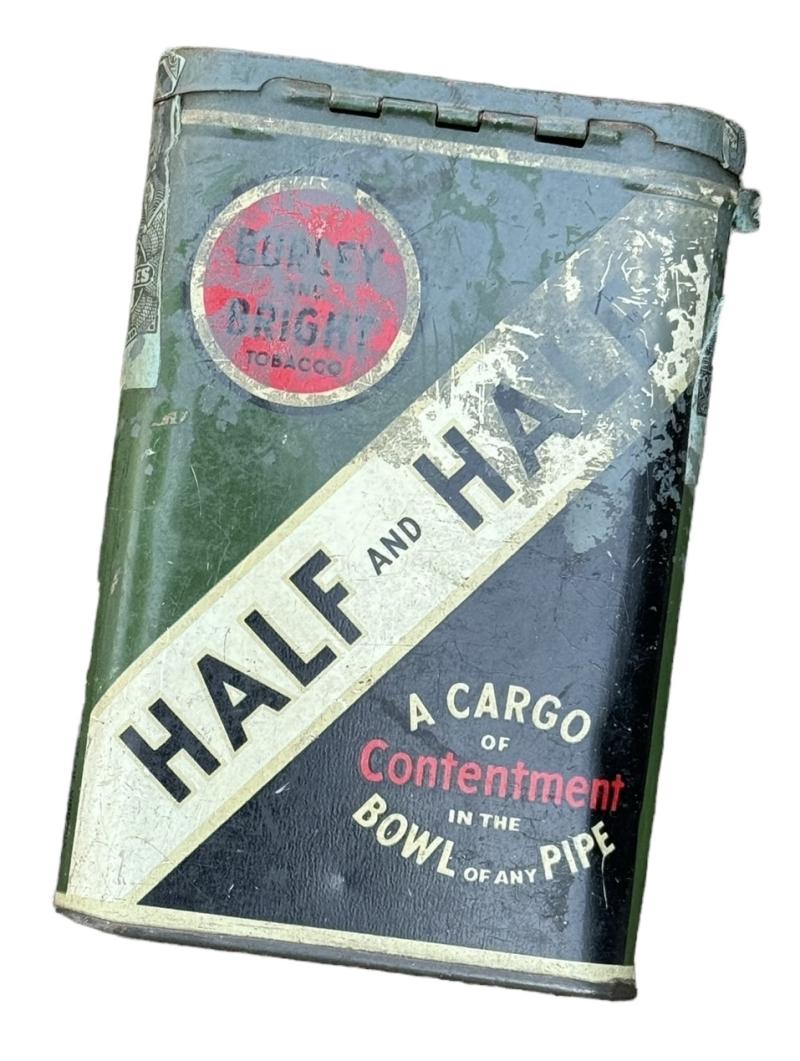 BURLEY
AND
BRIGHT
TOBACCO
HALF AND HAL
A CARGO
OF
Contentment
IN THE
BOWL OF ANY PIPE